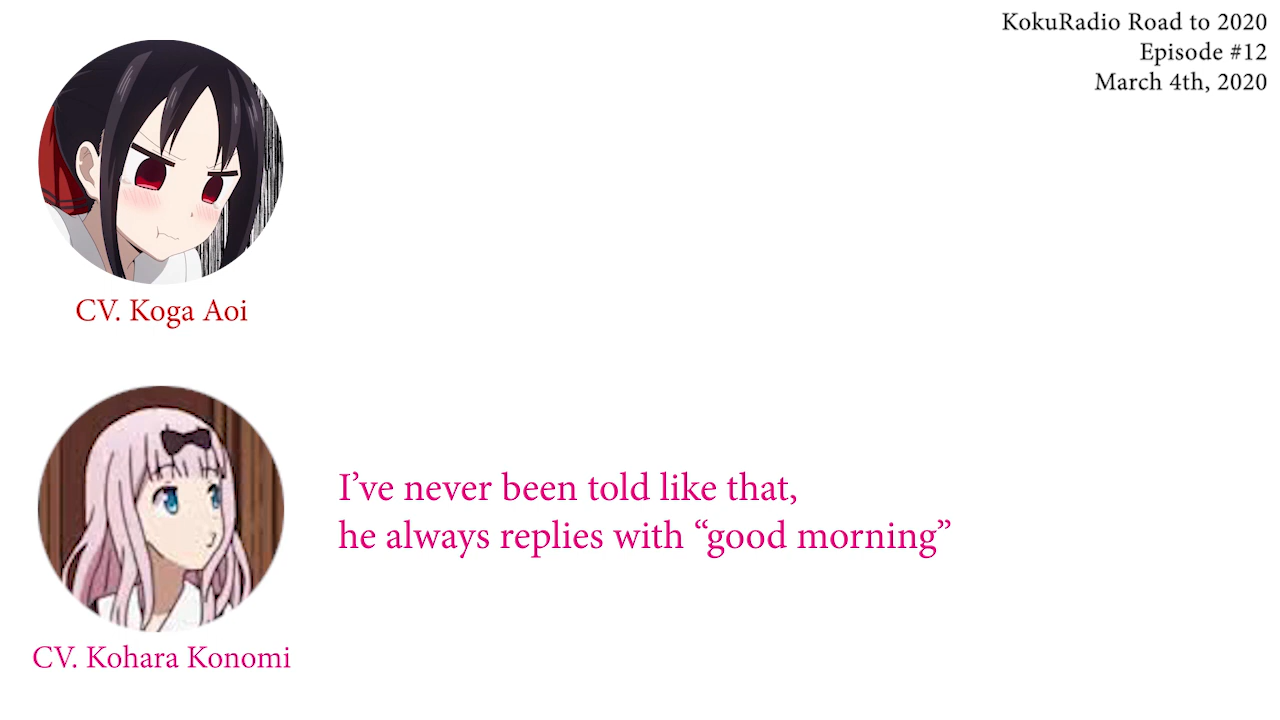 KokuRadio Road to 2020
Episode #12
March 4th, 2020
CV. Koga Aoi
I’ve never been told like that,
he always replies with “good morning”
CV. Kohara Konomi